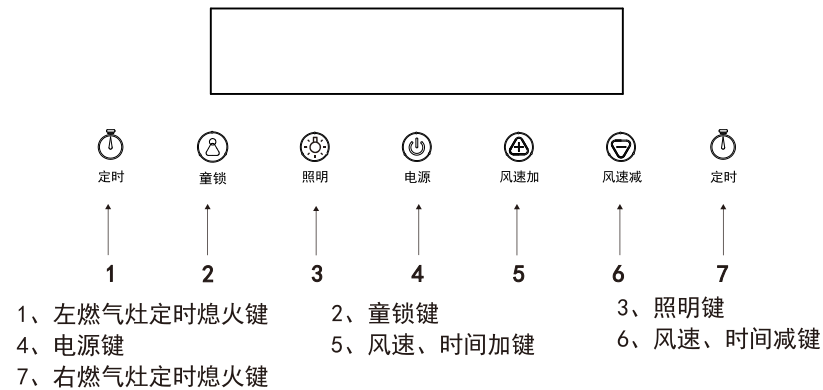 定时 童锁 照明 电源 风速加 风速减 定时
1 2 3 4 5 6 7
1、左燃气灶定时熄火键 2、童锁键 3、照明键
4、电源键 5、风速、时间加键 6、风速、时间减键
7、右燃气灶定时熄火键